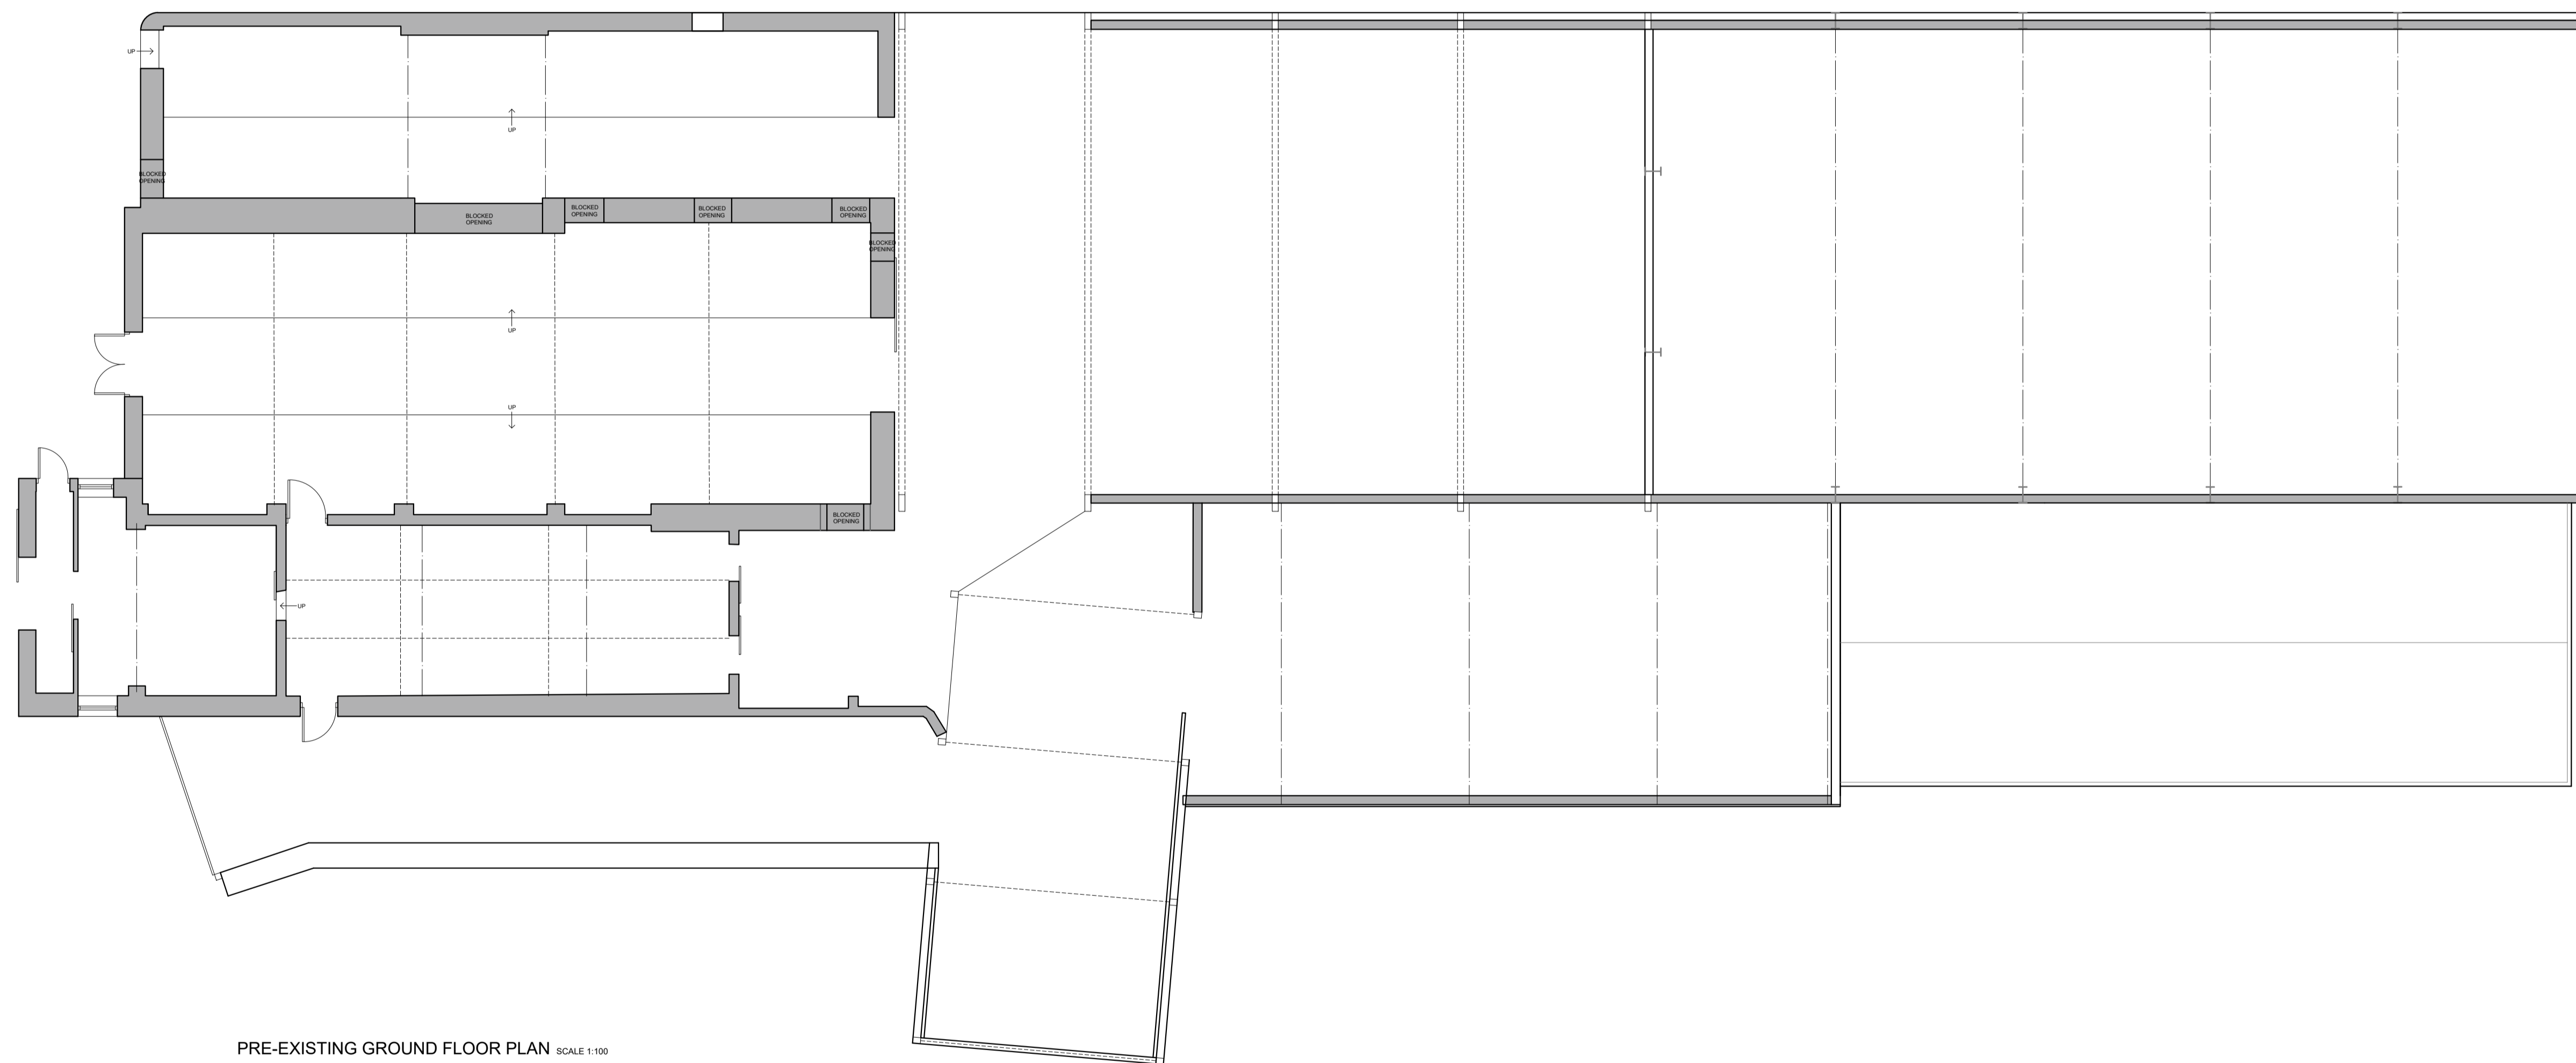 UP
UP
BLOCKED
OPENING
BLOCKED
OPENING
BLOCKED
OPENING
BLOCKED
OPENING
BLOCKED
OPENING
BLOCKED
OPENING
UP
UP
BLOCKED
OPENING
UP
PRE-EXISTING GROUND FLOOR PLAN SCALE 1:100